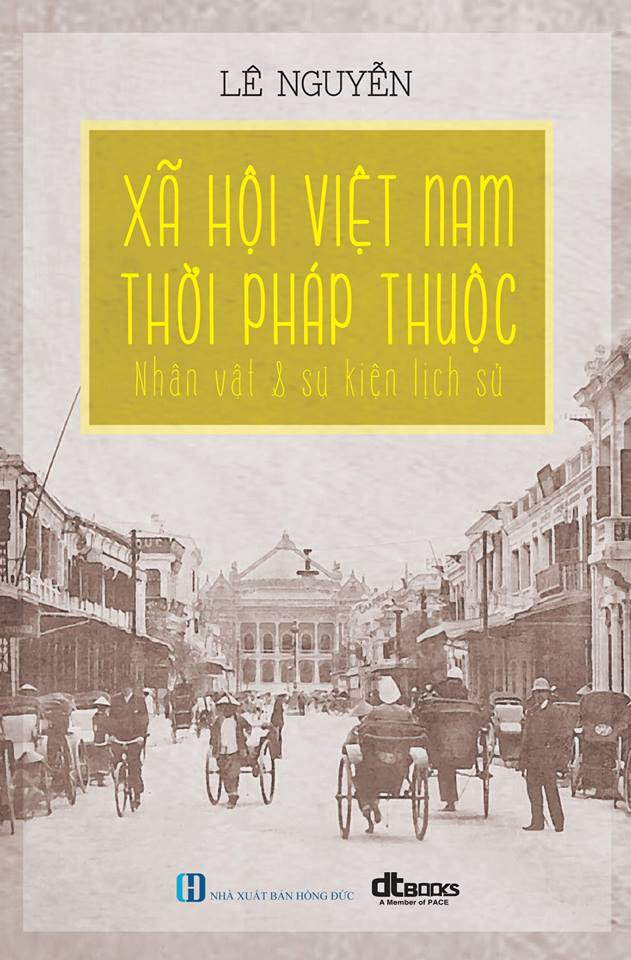 LÊ NGUYỄN
XÃ HỘI VIỆT NAM
THỜI PHÁP THUỘC
Nhân vật & sự kiện lịch sử
NHÀ XUẤT BẢN HỒNG ĐỨC
dtBOOKS
A Member of PACE